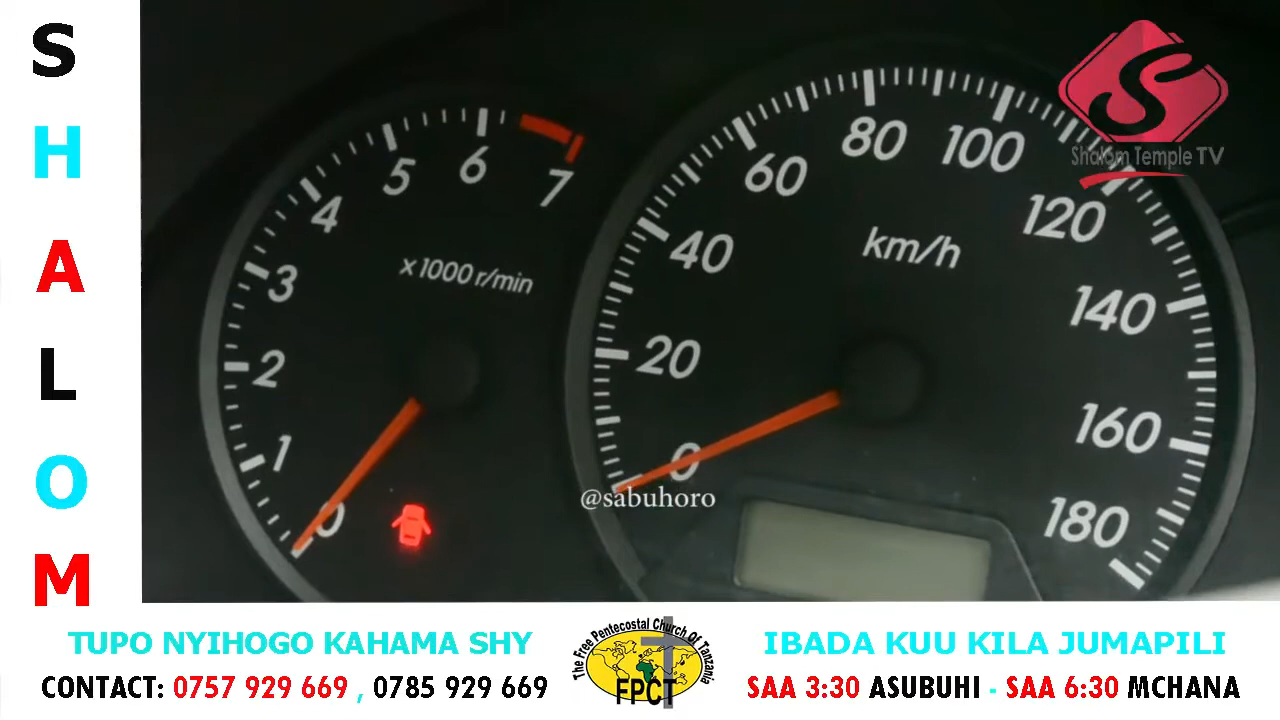 S
H
A
L
O
M
Shalom Temple TV
0
1
2
3
4
5
6
7
x1000 r/min
0
20
40
60
80
100
120
140
160
180
km/h
@sabuhoro
TUPO NYIHOGO KAHAMA SHY
CONTACT: 0757 929 669 , 0785 929 669
The Free Pentecostal Church Of Tanzania
FPCT
IBADA KUU KILA JUMAPILI
SAA 3:30 ASUBUHI - SAA 6:30 MCHANA